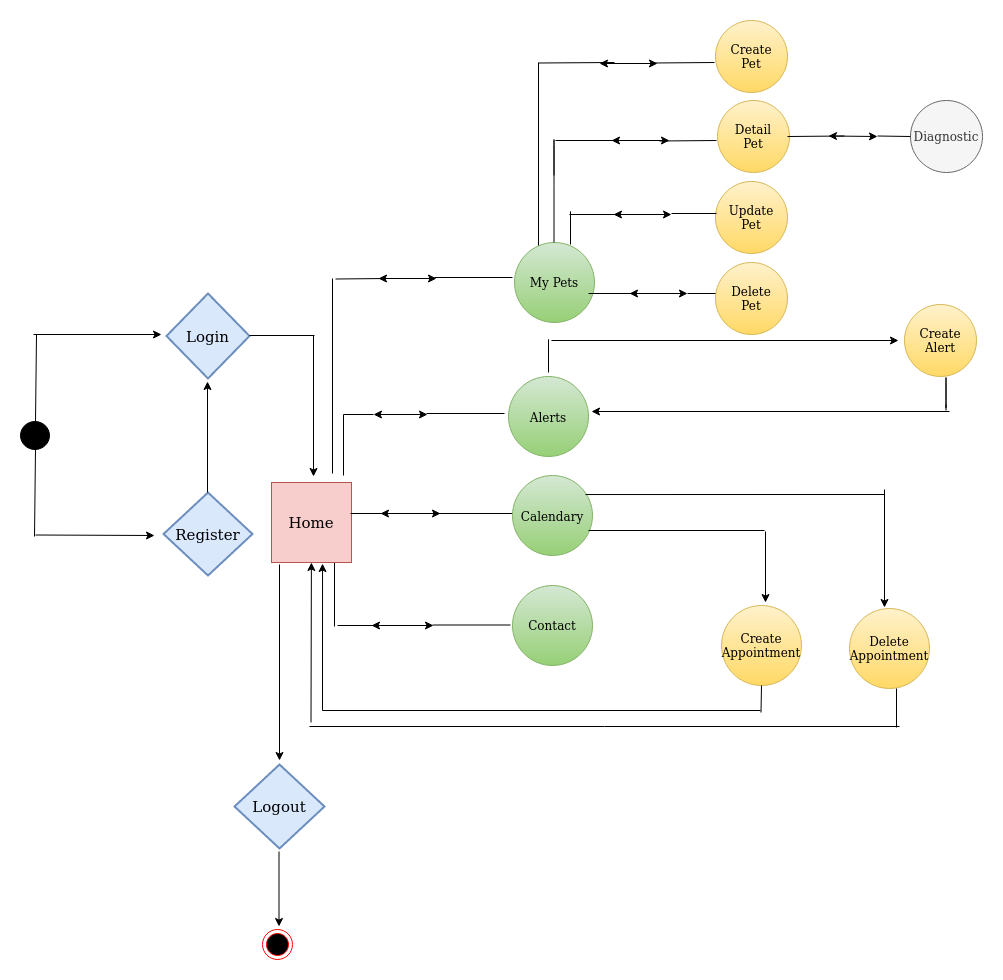 Create
Pet
Detail
Pet
Diagnostic
Update
Pet
My Pets
Delete
Pet
Login
Create
Alert
Alerts
Register
Home
Calendary
Contact
Create
Appointment
Delete
Appointment
Logout